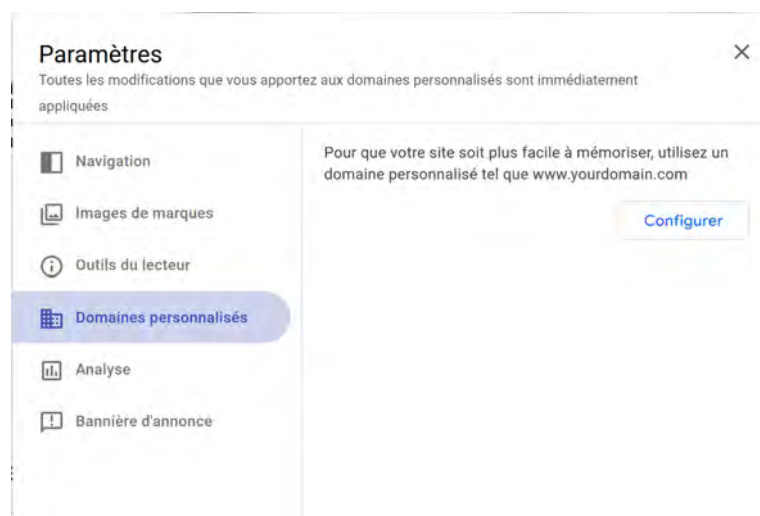 Paramètres
Toutes les modifications que vous apportez aux domaines personnalisés sont immédiatement
appliquées
Navigation
Images de marques
Outils du lecteur
Domaines personnalisés
Analyse
Bannière d'annonce
Pour que votre site soit plus facile à mémoriser, utilisez un
domaine personnalisé tel que www.yourdomain.com
Configurer